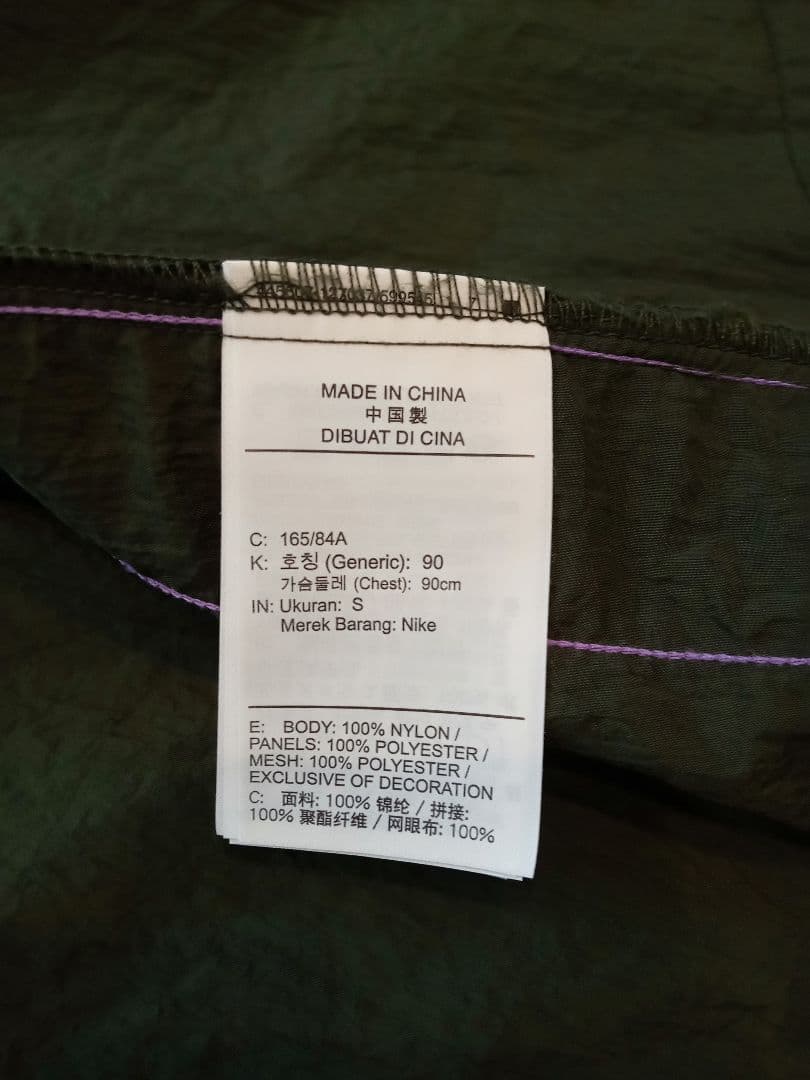 MADE IN CHINA
中国製
DIBUAT DI CINA
C: 165/84A
K: 호칭 (Generic): 90
가슴둘레 (Chest): 90cm
IN: Ukuran: S
Merek Barang: Nike
E: BODY: 100% NYLON /
PANELS: 100% POLYESTER /
MESH: 100% POLYESTER /
EXCLUSIVE OF DECORATION
C: 面料: 100% 锦纶 / 拼接:
100% 聚酯纤维 / 网眼布: 100%